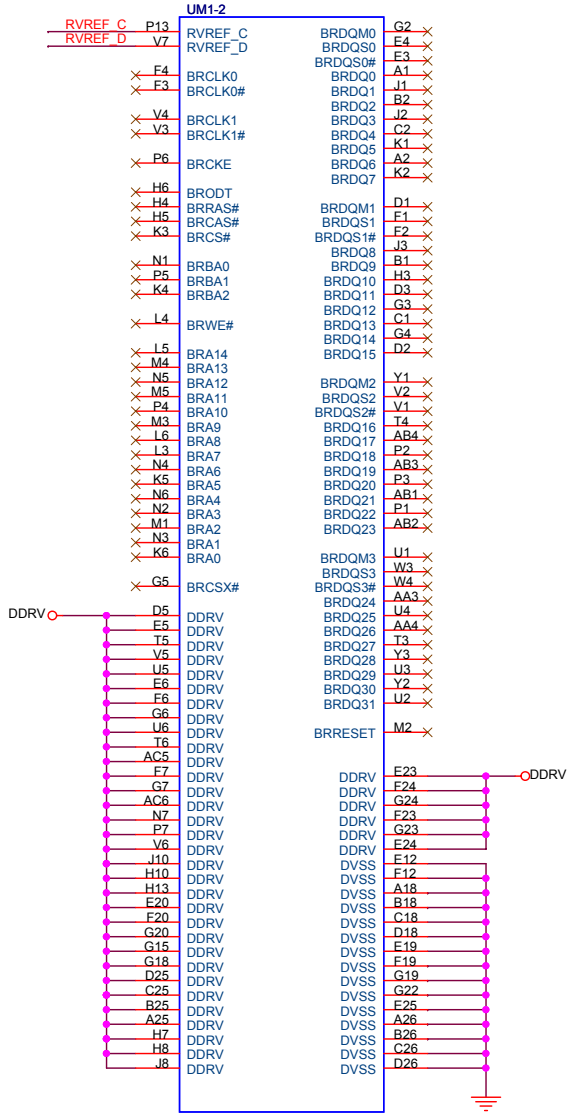 UM1-2
RVREF_C P13 RVREF_C
RVREF_D V7 RVREF_D
F4 BRCLK0
F3 BRCLK0#
V4 BRCLK1
V3 BRCLK1#
P6 BRCKE
H6 BRODT
H4 BRRAS#
H5 BRCAS#
K3 BRCS#
N1 BRBA0
P5 BRBA1
K4 BRBA2
L4 BRWE#
L5 BRA14
M4 BRA13
N5 BRA12
M5 BRA11
P4 BRA10
M3 BRA9
L6 BRA8
L3 BRA7
N4 BRA6
K5 BRA5
N6 BRA4
N2 BRA3
M1 BRA2
N3 BRA1
K6 BRA0
G5 BRCSX#
DDRV D5 DDRV
E5 DDRV
T5 DDRV
V5 DDRV
U5 DDRV
E6 DDRV
F6 DDRV
G6 DDRV
U6 DDRV
T6 DDRV
AC5 DDRV
F7 DDRV
G7 DDRV
AC6 DDRV
N7 DDRV
P7 DDRV
V6 DDRV
J10 DDRV
H10 DDRV
H13 DDRV
E20 DDRV
F20 DDRV
G20 DDRV
G15 DDRV
G18 DDRV
D25 DDRV
C25 DDRV
B25 DDRV
A25 DDRV
H7 DDRV
H8 DDRV
J8 DDRV
BRDQM0 G2
BRDQS0 E4
BRDQS0# E3
BRDQ0 A1
BRDQ1 J1
BRDQ2 B2
BRDQ3 J2
BRDQ4 C2
BRDQ5 K1
BRDQ6 A2
BRDQ7 K2
BRDQM1 D1
BRDQS1 F1
BRDQS1# F2
BRDQ8 J3
BRDQ9 B1
BRDQ10 H3
BRDQ11 D3
BRDQ12 G3
BRDQ13 C1
BRDQ14 G4
BRDQ15 D2
BRDQM2 Y1
BRDQS2 V2
BRDQS2# V1
BRDQ16 T4
BRDQ17 AB4
BRDQ18 P2
BRDQ19 AB3
BRDQ20 P3
BRDQ21 AB1
BRDQ22 P1
BRDQ23 AB2
BRDQM3 U1
BRDQS3 W3
BRDQS3# W4
BRDQ24 AA3
BRDQ25 U4
BRDQ26 AA4
BRDQ27 T3
BRDQ28 Y3
BRDQ29 U3
BRDQ30 Y2
BRDQ31 U2
BRRESET M2
DDRV E23 DDRV
DDRV F24
DDRV G24
DDRV F23
DDRV G23
DDRV E24
DVSS E12
DVSS F12
DVSS A18
DVSS B18
DVSS C18
DVSS D18
DVSS E19
DVSS F19
DVSS G19
DVSS G22
DVSS E25
DVSS A26
DVSS B26
DVSS C26
DVSS D26